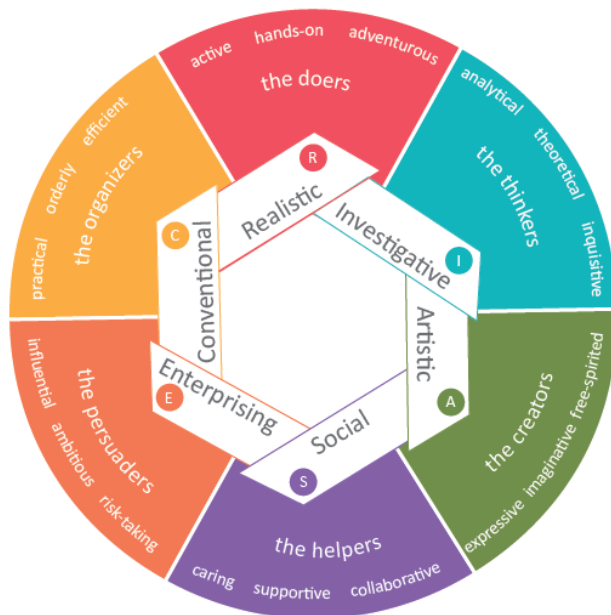 active hands-on adventurous
the doers
R
Realistic
analytical theoretical inquisitive
the thinkers
I
Investigative
expressive imaginative free-spirited
the creators
A
Artistic
caring supportive collaborative
the helpers
S
Social
influential ambitious risk-taking
the persuaders
E
Enterprising
practical orderly efficient
the organizers
C
Conventional